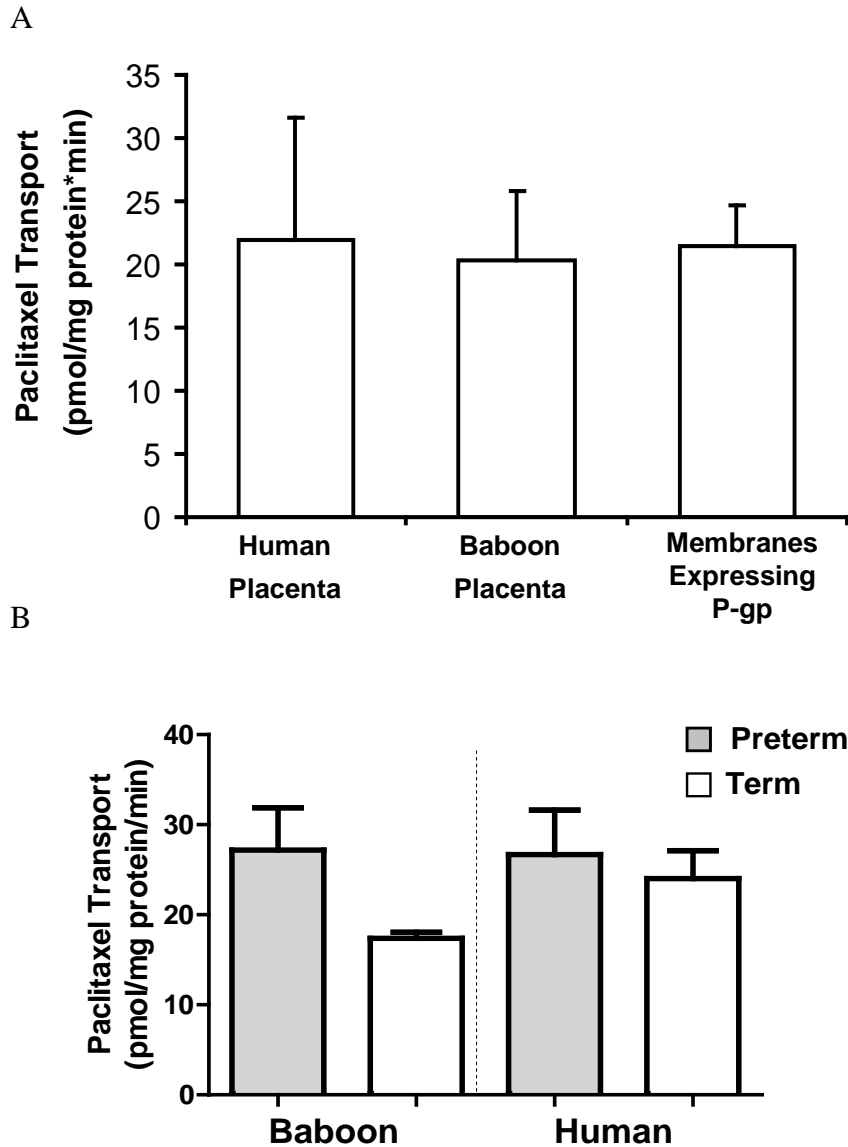 A
Paclitaxel Transport
(pmol/mg protein*min)
35
30
25
20
15
10
5
0
Human
Placenta
Baboon
Placenta
Membranes
Expressing
P-gp
B
Paclitaxel Transport
(pmol/mg protein/min)
40
30
20
10
0
Preterm
Term
Baboon
Human